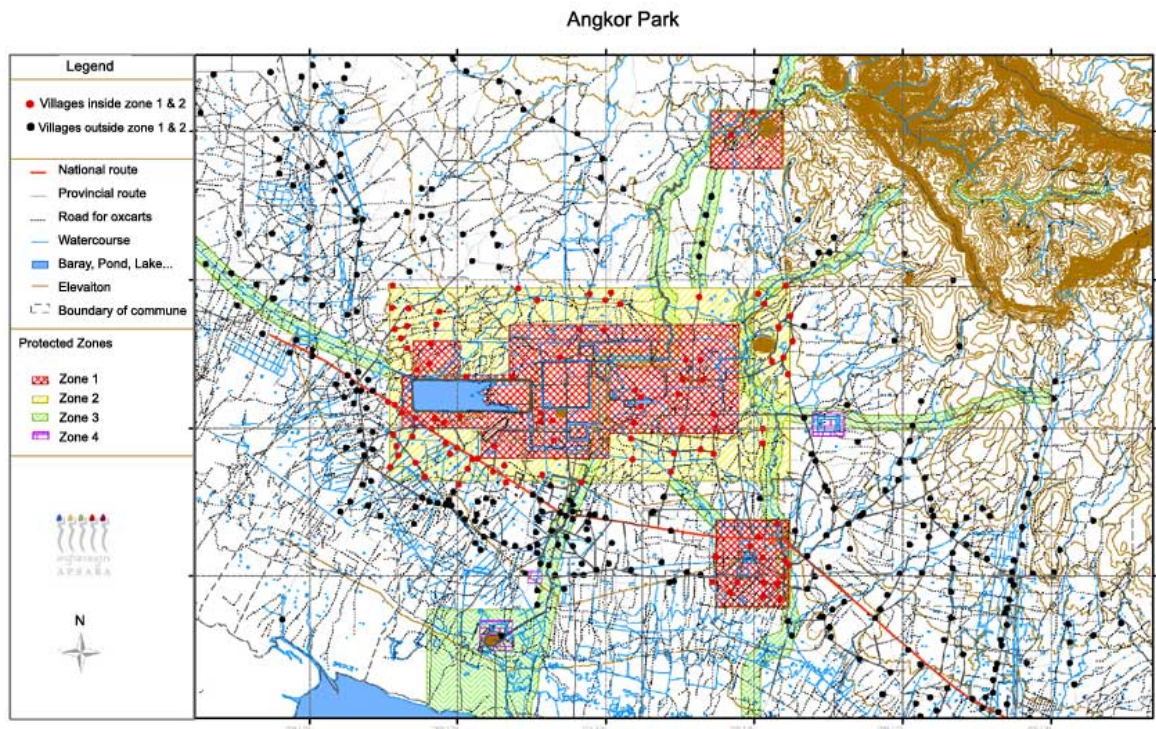 Angkor Park
Legend
Villages inside zone 1 & 2
Villages outside zone 1 & 2
National route
Provincial route
Road for oxcarts
Watercourse
Baray, Pond, Lake...
Elevaiton
Boundary of commune
Protected Zones
Zone 1
Zone 2
Zone 3
Zone 4
APSARA
N